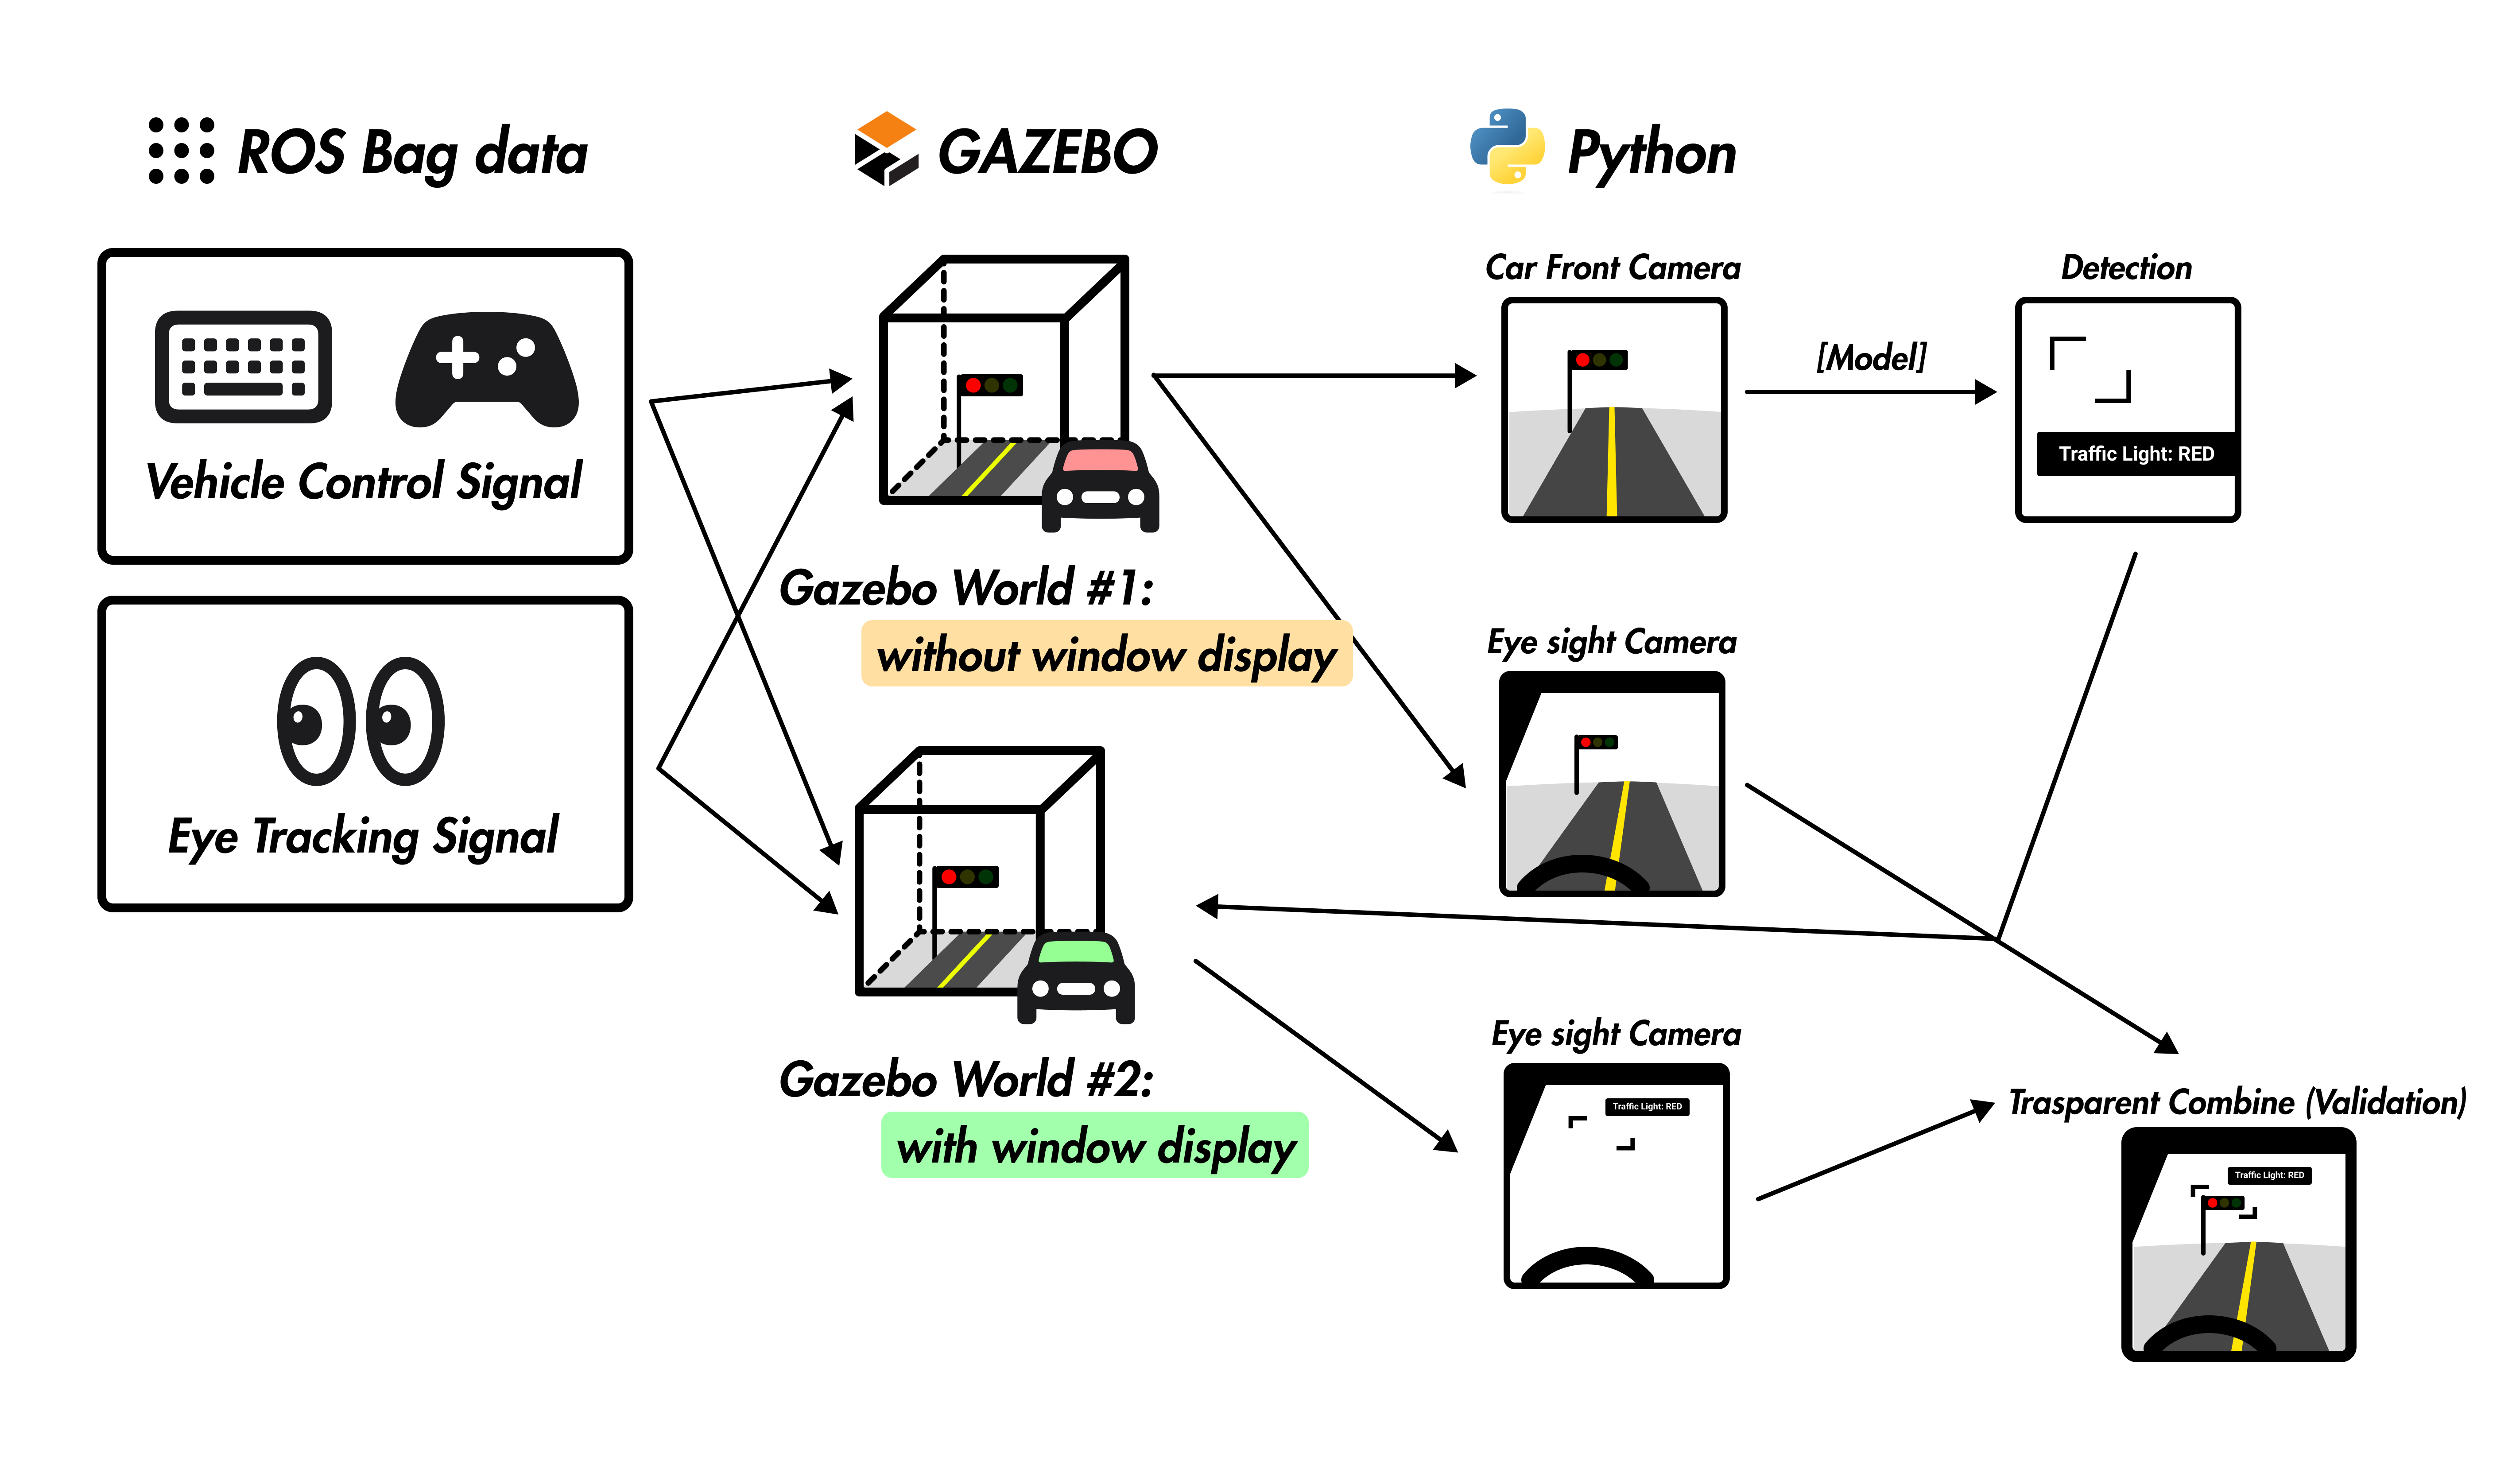 ROS Bag data
GAZEBO
Python
Vehicle Control Signal
Eye Tracking Signal
Gazebo World #1:
without window display
Gazebo World #2:
with window display
Car Front Camera
[Model]
Detection
Traffic Light: RED
Eye sight Camera
Eye sight Camera
Traffic Light: RED
Trasparent Combine (Validation)
Traffic Light: RED